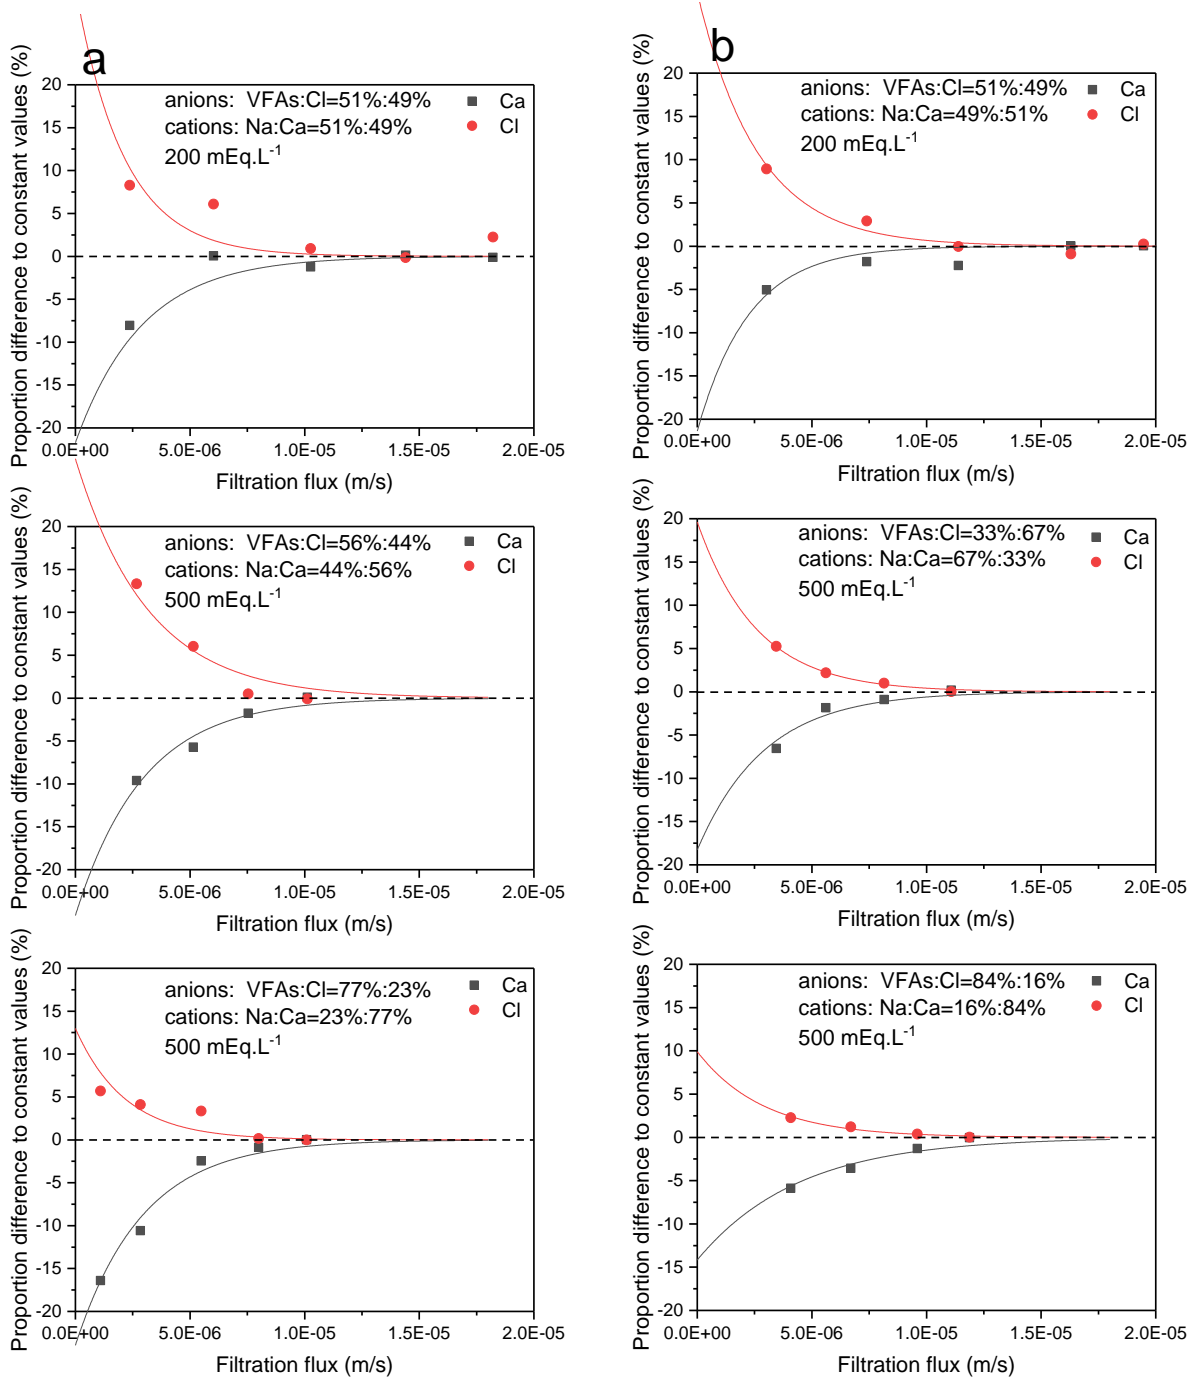 a
Proportion difference to constant values (%)
20
15
10
5
0
-5
-10
-15
-20
anions: VFAs:Cl=51%:49%
cations: Na:Ca=51%:49%
200 mEq.L-1
Ca
Cl
0.0E+00
5.0E-06
1.0E-05
1.5E-05
2.0E-05
Filtration flux (m/s)
b
Proportion difference to constant values (%)
20
15
10
5
0
-5
-10
-15
-20
anions: VFAs:Cl=51%:49%
cations: Na:Ca=49%:51%
200 mEq.L-1
Ca
Cl
0.0E+00
5.0E-06
1.0E-05
1.5E-05
2.0E-05
Filtration flux (m/s)
Proportion difference to constant values (%)
20
15
10
5
0
-5
-10
-15
-20
anions: VFAs:Cl=56%:44%
cations: Na:Ca=44%:56%
500 mEq.L-1
Ca
Cl
0.0E+00
5.0E-06
1.0E-05
1.5E-05
2.0E-05
Filtration flux (m/s)
Proportion difference to constant values (%)
20
15
10
5
0
-5
-10
-15
-20
anions: VFAs:Cl=33%:67%
cations: Na:Ca=67%:33%
500 mEq.L-1
Ca
Cl
0.0E+00
5.0E-06
1.0E-05
1.5E-05
2.0E-05
Filtration flux (m/s)
Proportion difference to constant values (%)
20
15
10
5
0
-5
-10
-15
-20
anions: VFAs:Cl=77%:23%
cations: Na:Ca=23%:77%
500 mEq.L-1
Ca
Cl
0.0E+00
5.0E-06
1.0E-05
1.5E-05
2.0E-05
Filtration flux (m/s)
Proportion difference to constant values (%)
20
15
10
5
0
-5
-10
-15
-20
anions: VFAs:Cl=84%:16%
cations: Na:Ca=16%:84%
500 mEq.L-1
Ca
Cl
0.0E+00
5.0E-06
1.0E-05
1.5E-05
2.0E-05
Filtration flux (m/s)